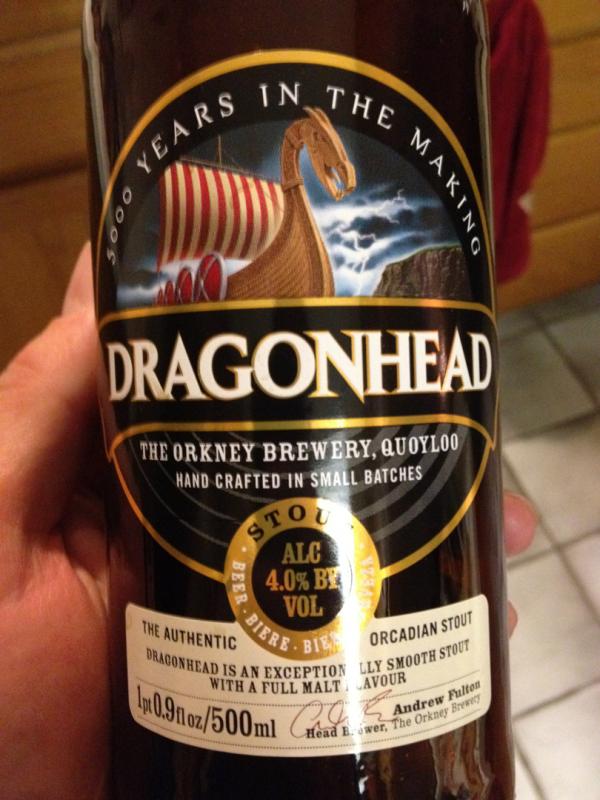 5000 YEARS IN THE MAKING
DRAGONHEAD
THE ORKNEY BREWERY, QUOYLOO
HAND CRAFTED IN SMALL BATCHES
STOUT
ALC
4.0% BY
VOL
BEER · BIERE ·
THE AUTHENTIC
ORCADIAN STOUT
DRAGONHEAD IS AN EXCEPTIONALLY SMOOTH STOUT
WITH A FULL MALT FLAVOUR
1pt 0.9fl oz/500ml
Andrew Fulton
Head Brewer, The Orkney Brewery